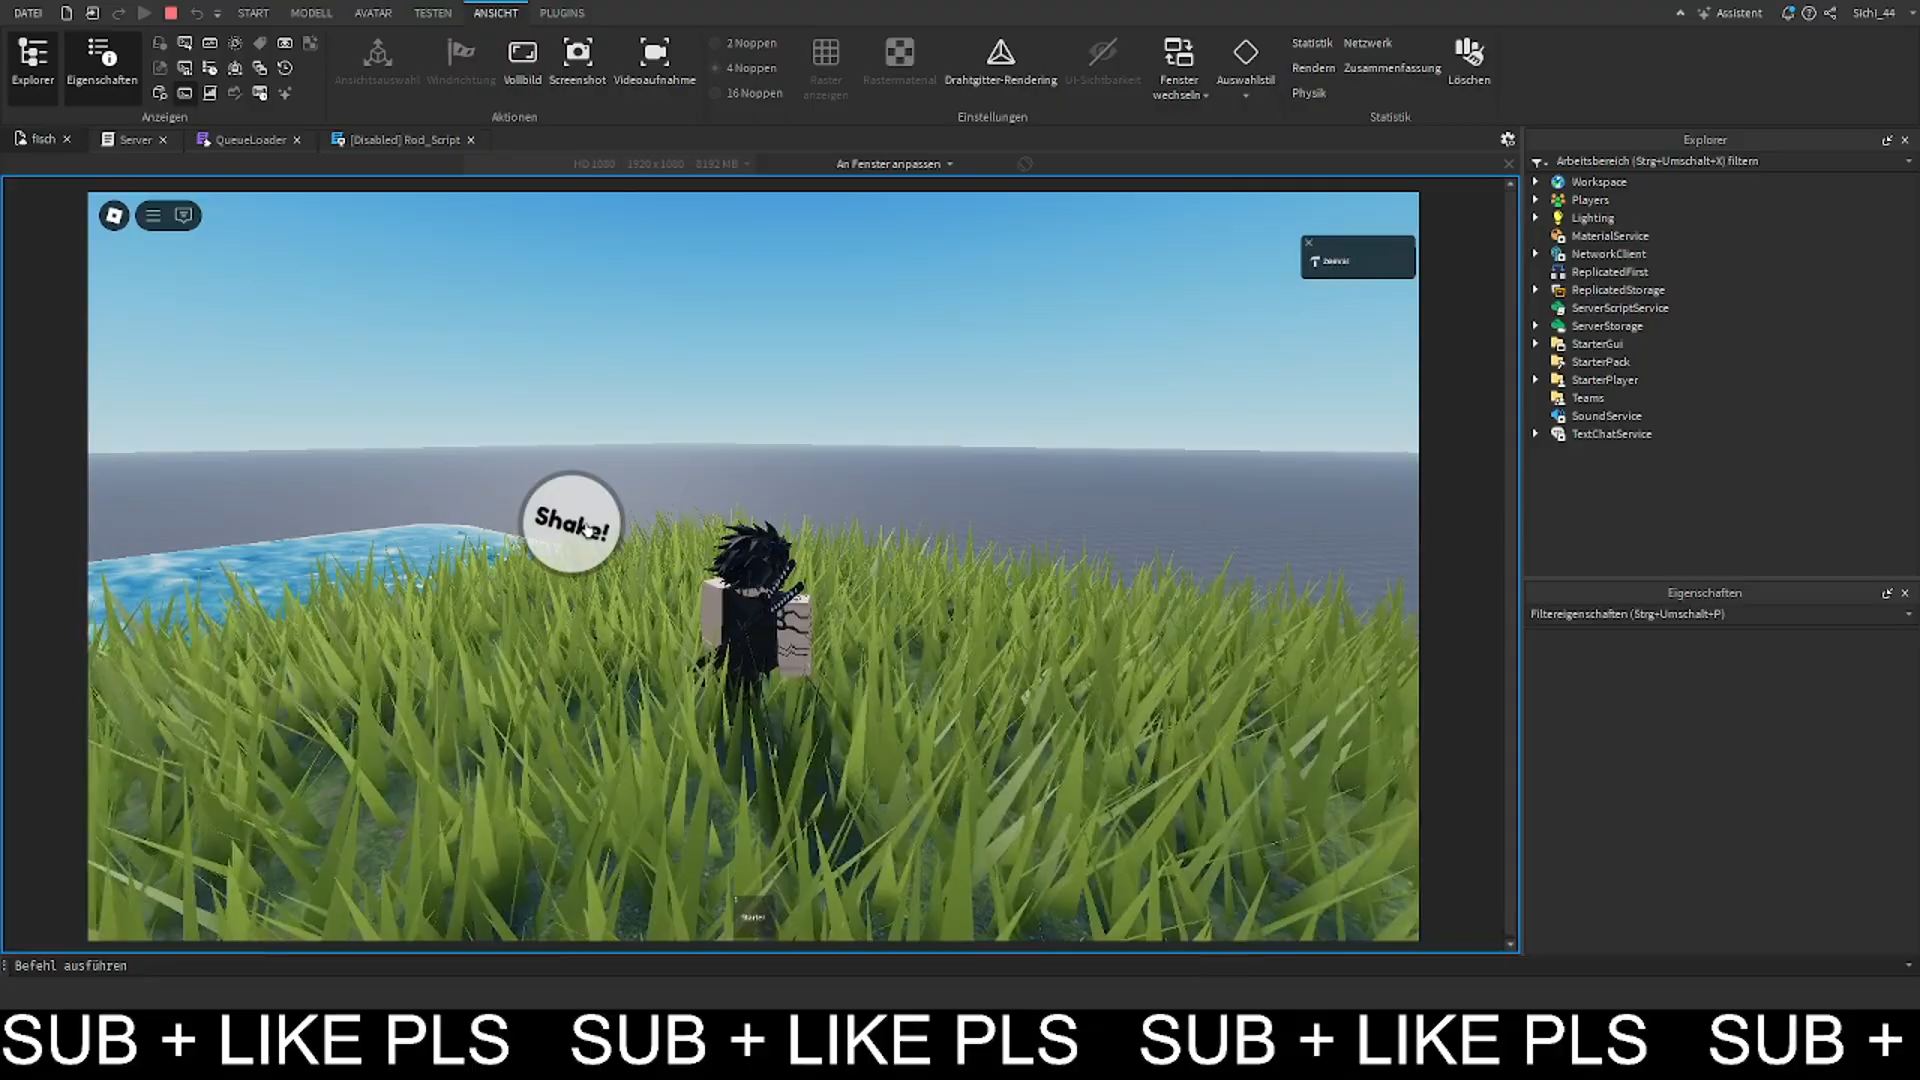 DATEI START MODELL AVATAR TESTEN ANSICHT PLUGINS Assistent Sichi_44
Explorer Eigenschaften Ansichtsauswahl Windrichtung Vollbild Screenshot Videoaufnahme
2 Noppen
4 Noppen
16 Noppen
Raster anzeigen
Rastermaterial Drahtgitter-Rendering UI-Sichtbarkeit
Fenster wechseln
Auswahlstil
Statistik Netzwerk
Rendern Zusammenfassung
Physik
Löschen
Anzeigen Aktionen Einstellungen Statistik
fisch Server QueueLoader [Disabled] Rod_Script
HD 1080 1920 x 1080 8192 MB An Fenster anpassen
Explorer
Arbeitsbereich (Strg+Umschalt+X) filtern
Workspace
Players
Lighting
MaterialService
NetworkClient
ReplicatedFirst
ReplicatedStorage
ServerScriptService
ServerStorage
StarterGui
StarterPack
StarterPlayer
Teams
SoundService
TextChatService
Eigenschaften
Filtereigenschaften (Strg+Umschalt+P)
Shake!
Befehl ausführen
SUB + LIKE PLS SUB + LIKE PLS SUB + LIKE PLS SUB +